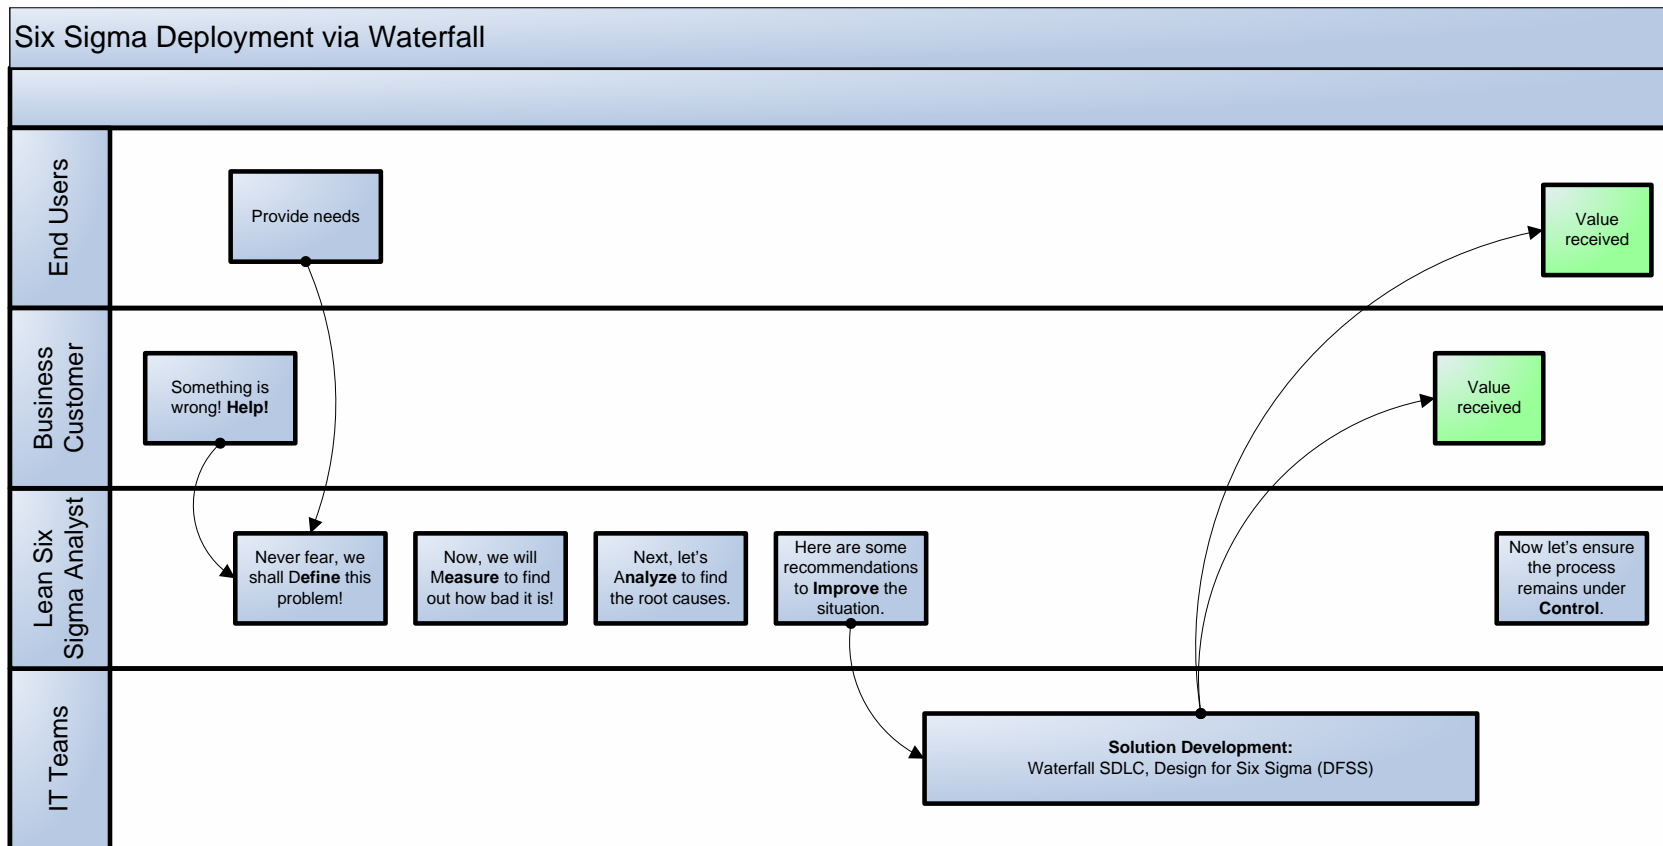 Six Sigma Deployment via Waterfall
End Users
Provide needs
Value
received
Business
Customer
Something is
wrong! Help!
Value
received
Lean Six
Sigma Analyst
Never fear, we
shall Define this
problem!
Now, we will
Measure to find
out how bad it is!
Next, let's
Analyze to find
the root causes.
Here are some
recommendations
to Improve the
situation.
Now let's ensure
the process
remains under
Control.
IT Teams
Solution Development:
Waterfall SDLC, Design for Six Sigma (DFSS)